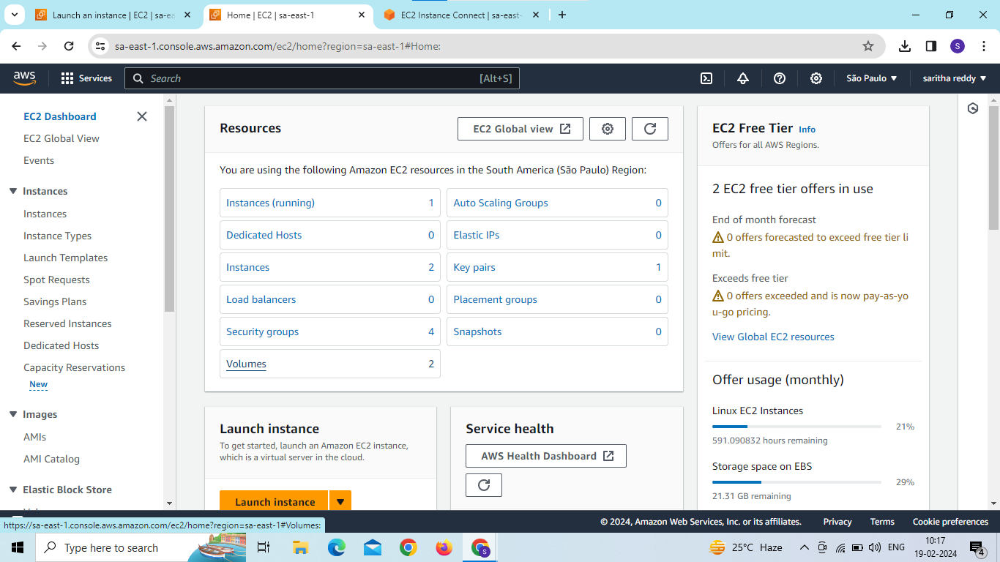 Launch an instance | EC2 | sa-ea
Home | EC2 | sa-east-1
EC2 Instance Connect | sa-east-
sa-east-1.console.aws.amazon.com/ec2/home?region=sa-east-1#Home:
S
aws
Services
Search
[Alt+S]
São Paulo
saritha reddy
EC2 Dashboard
EC2 Global View
Events
Instances
Instances
Instance Types
Launch Templates
Spot Requests
Savings Plans
Reserved Instances
Dedicated Hosts
Capacity Reservations
New
Images
AMIs
AMI Catalog
Elastic Block Store
Resources
EC2 Global view
You are using the following Amazon EC2 resources in the South America (São Paulo) Region:
Instances (running) 1
Auto Scaling Groups 0
Dedicated Hosts 0
Elastic IPs 0
Instances 2
Key pairs 1
Load balancers 0
Placement groups 0
Security groups 4
Snapshots 0
Volumes 2
Launch instance
To get started, launch an Amazon EC2 instance,
which is a virtual server in the cloud.
Launch instance
Service health
AWS Health Dashboard
EC2 Free Tier Info
Offers for all AWS Regions.
2 EC2 free tier offers in use
End of month forecast
0 offers forecasted to exceed free tier li
mit.
Exceeds free tier
0 offers exceeded and is now pay-as-yo
u-go pricing.
View Global EC2 resources
Offer usage (monthly)
Linux EC2 Instances
21%
591.090832 hours remaining
Storage space on EBS
29%
21.31 GB remaining
https://sa-east-1.console.aws.amazon.com/ec2/home?region=sa-east-1#Volumes:
© 2024, Amazon Web Services, Inc. or its affiliates.
Privacy
Terms
Cookie preferences
Type here to search
S
25°C Haze
ENG
10:17
19-02-2024
4